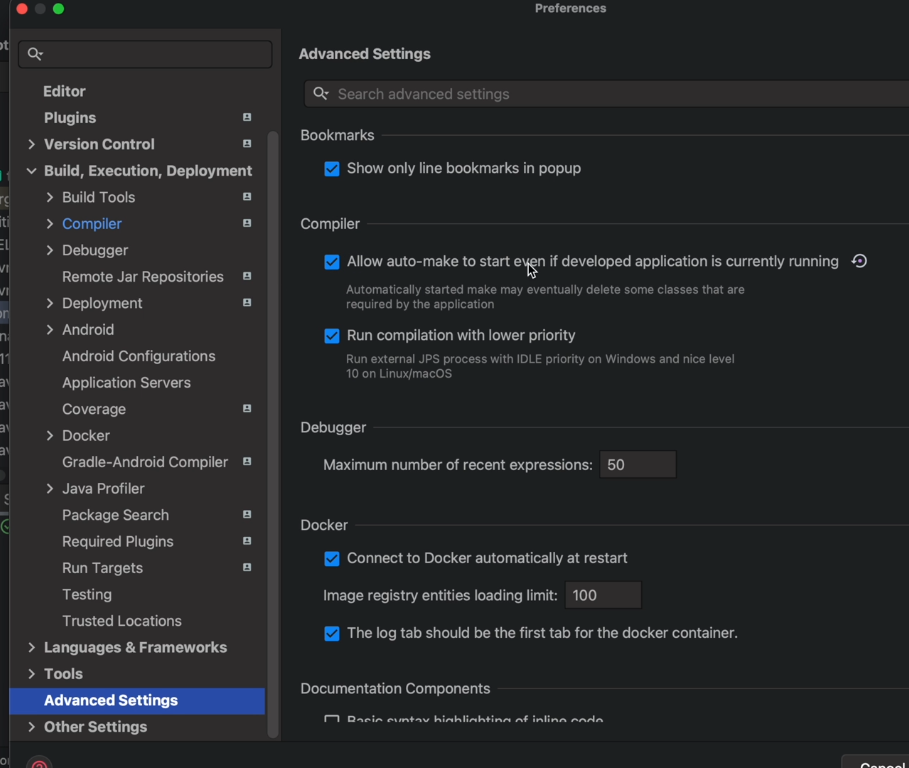 Preferences
Editor
Plugins
Version Control
Build, Execution, Deployment
Build Tools
Compiler
Debugger
Remote Jar Repositories
Deployment
Android
Android Configurations
Application Servers
Coverage
Docker
Gradle-Android Compiler
Java Profiler
Package Search
Required Plugins
Run Targets
Testing
Trusted Locations
Languages & Frameworks
Tools
Advanced Settings
Other Settings
Advanced Settings
Search advanced settings
Bookmarks
Show only line bookmarks in popup
Compiler
Allow auto-make to start even if developed application is currently running
Automatically started make may eventually delete some classes that are
required by the application
Run compilation with lower priority
Run external JPS process with IDLE priority on Windows and nice level
10 on Linux/macOS
Debugger
Maximum number of recent expressions: 50
Docker
Connect to Docker automatically at restart
Image registry entities loading limit: 100
The log tab should be the first tab for the docker container.
Documentation Components
Basic syntax highlighting of inline code
Cancel